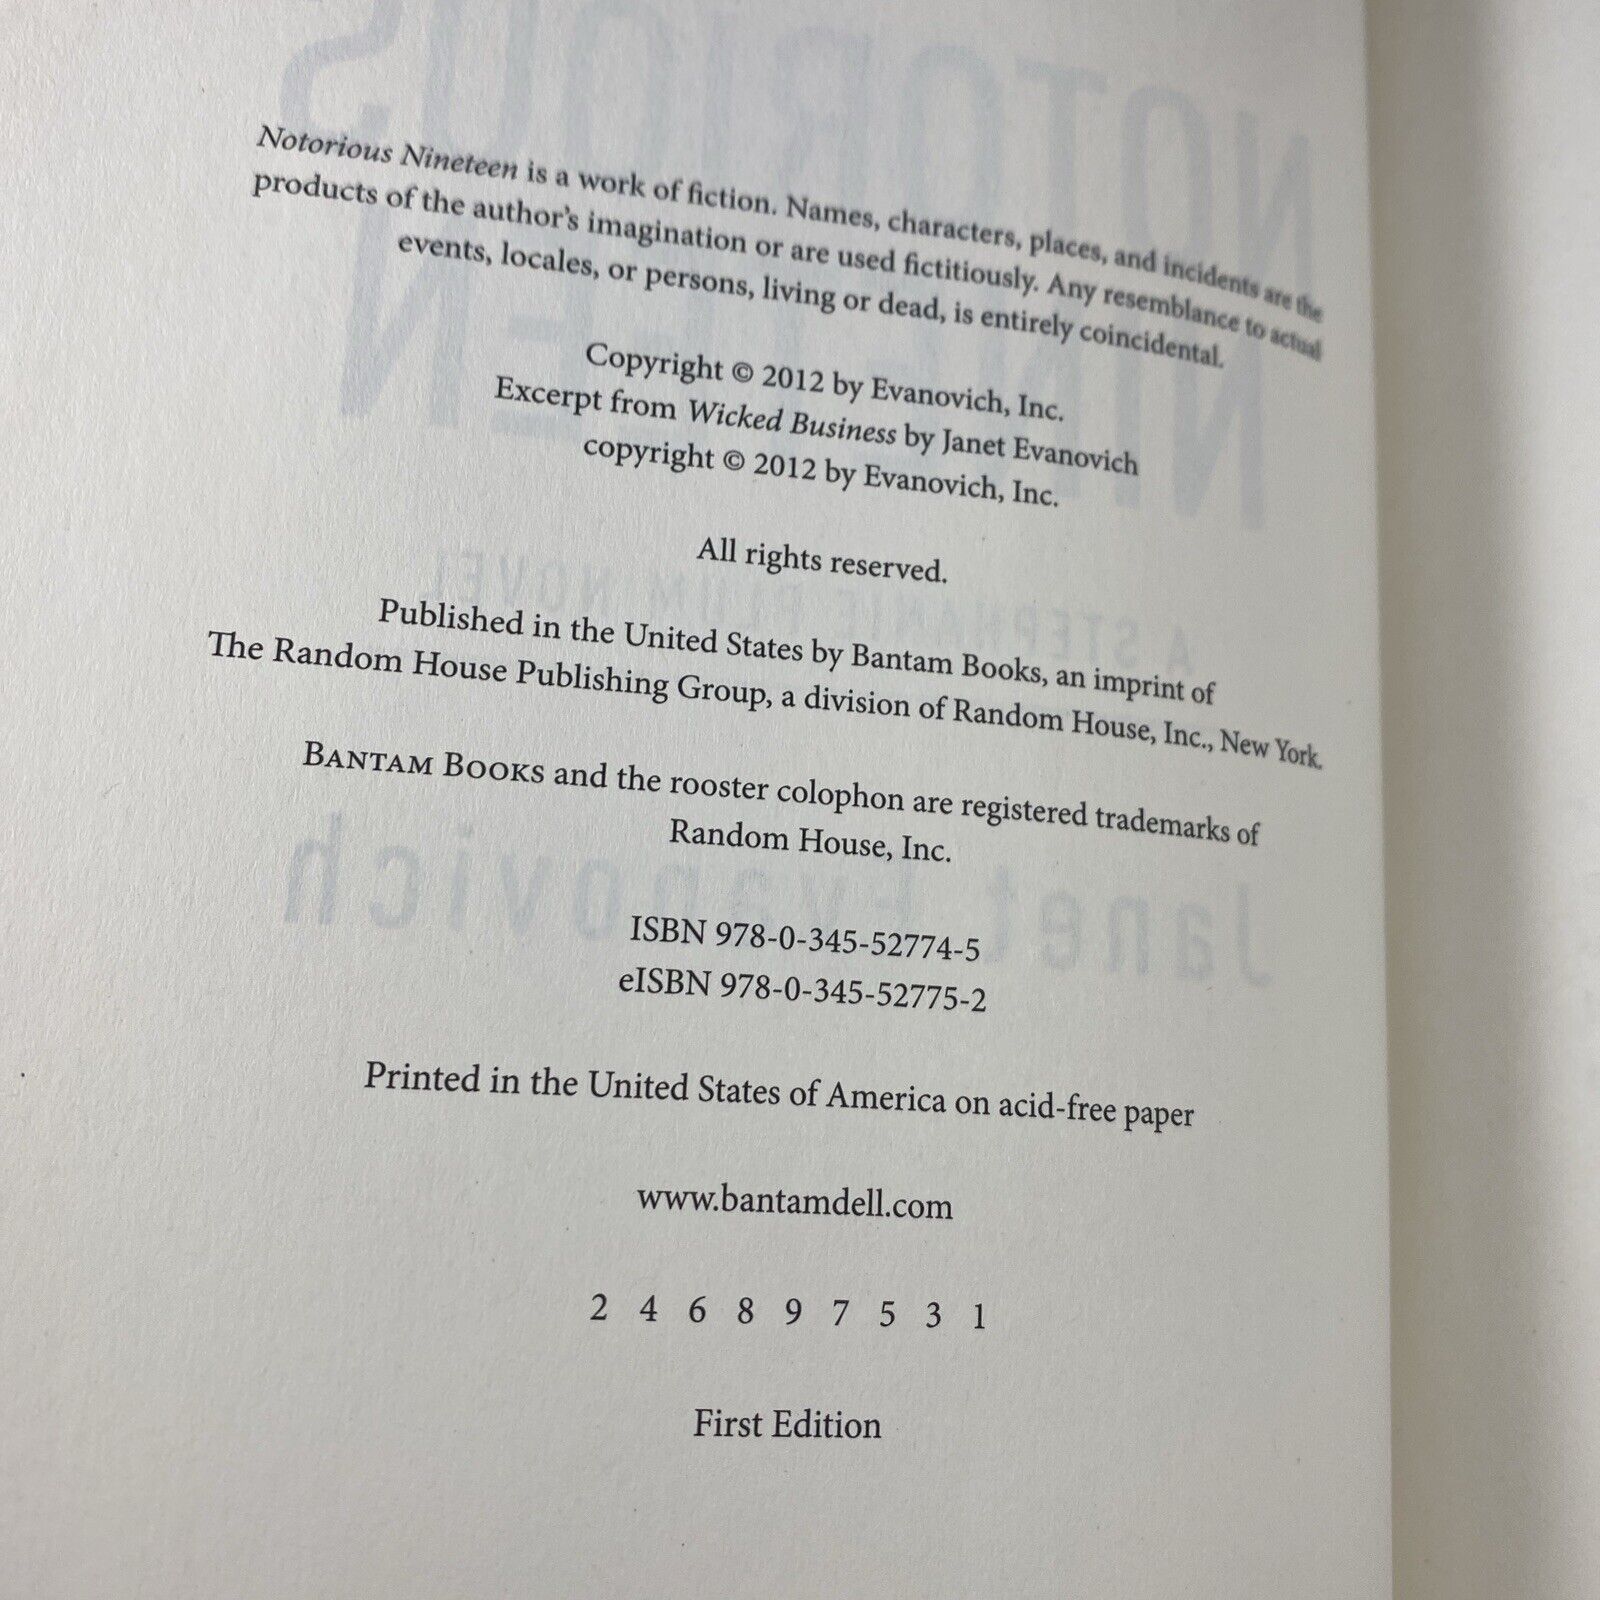 Notorious Nineteen is a work of fiction. Names, characters, places, and incidents are the
products of the author's imagination or are used fictitiously. Any resemblance to actual
events, locales, or persons, living or dead, is entirely coincidental.
Copyright © 2012 by Evanovich, Inc.
Excerpt from Wicked Business by Janet Evanovich
copyright © 2012 by Evanovich, Inc.
All rights reserved.
Published in the United States by Bantam Books, an imprint of
The Random House Publishing Group, a division of Random House, Inc., New York.
BANTAM BOOKS and the rooster colophon are registered trademarks of
Random House, Inc.
ISBN 978-0-345-52774-5
eISBN 978-0-345-52775-2
Printed in the United States of America on acid-free paper
www.bantamdell.com
2 4 6 8 9 7 5 3 1
First Edition